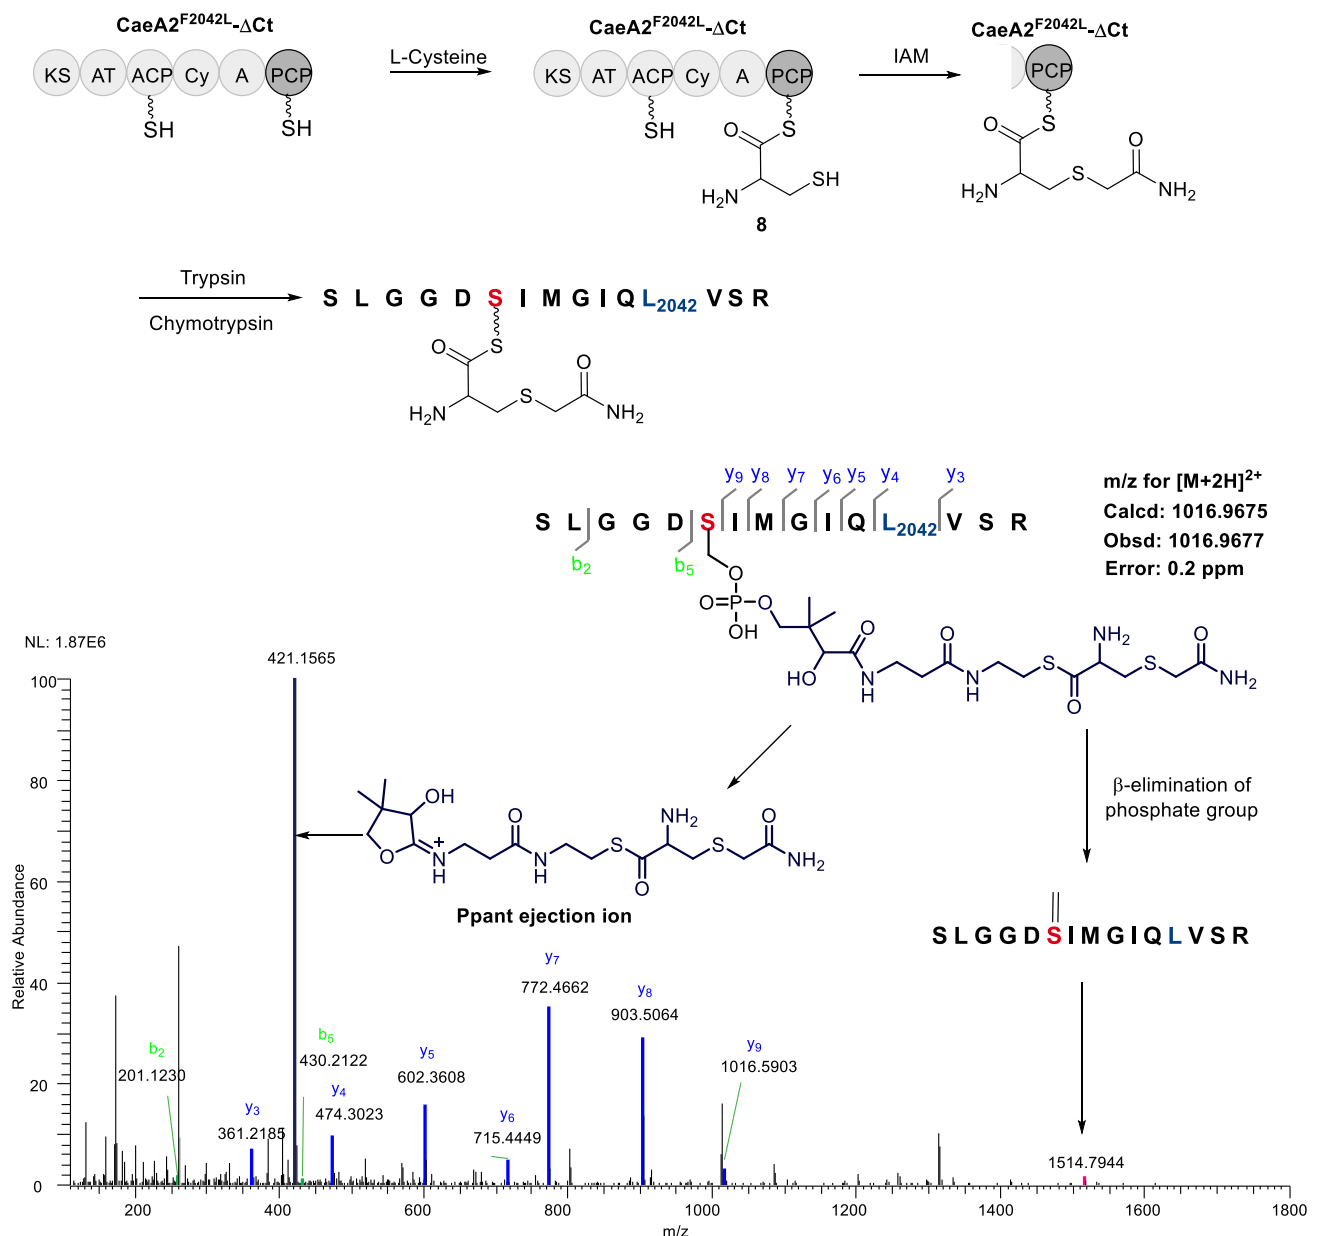 CaeA2F2042L-ΔCt
CaeA2F2042L-ΔCt
CaeA2F2042L-ΔCt
KS AT ACP Cy A PCP
L-Cysteine
KS AT ACP Cy A PCP
IAM
PCP
SH
SH
SH
S
O
H2N
SH
8
S
O
H2N
S
O
NH2
Trypsin
Chymotrypsin
S L G G D S I M G I Q L2042 V S R
S
O
H2N
S
O
NH2
y9 y8 y7 y6 y5 y4 y3
S L G G D S I M G I Q L2042 V S R
b2
b5
m/z for [M+2H]2+
Calcd: 1016.9675
Obsd: 1016.9677
Error: 0.2 ppm
O
O=P
O
OH
HO
O
N
H
O
N
H
S
O
NH2
S
O
NH2
NL: 1.87E6
421.1565
β-elimination of
phosphate group
OH
O
N
H
+
O
N
H
S
O
NH2
S
O
NH2
Ppant ejection ion
S L G G D S I M G I Q L V S R
y7
772.4662
y8
903.5064
b2
201.1230
b5
430.2122
y5
602.3608
y9
1016.5903
y3
361.2185
y4
474.3023
y6
715.4449
1514.7944
Relative Abundance
100
80
60
40
20
0
200 400 600 800 1000 1200 1400 1600 1800
m/z